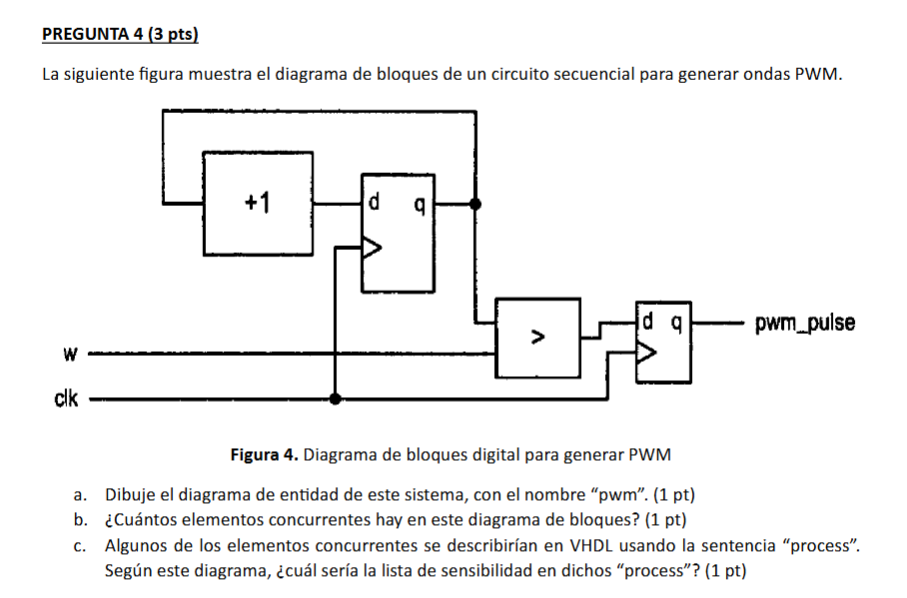 PREGUNTA 4 (3 pts)
La siguiente figura muestra el diagrama de bloques de un circuito secuencial para generar ondas PWM.
+1
d q
>
d q
pwm_pulse
w
clk
Figura 4. Diagrama de bloques digital para generar PWM
a. Dibuje el diagrama de entidad de este sistema, con el nombre “pwm”. (1 pt)
b. ¿Cuántos elementos concurrentes hay en este diagrama de bloques? (1 pt)
c. Algunos de los elementos concurrentes se describirían en VHDL usando la sentencia “process”.
Según este diagrama, ¿cuál sería la lista de sensibilidad en dichos “process”? (1 pt)